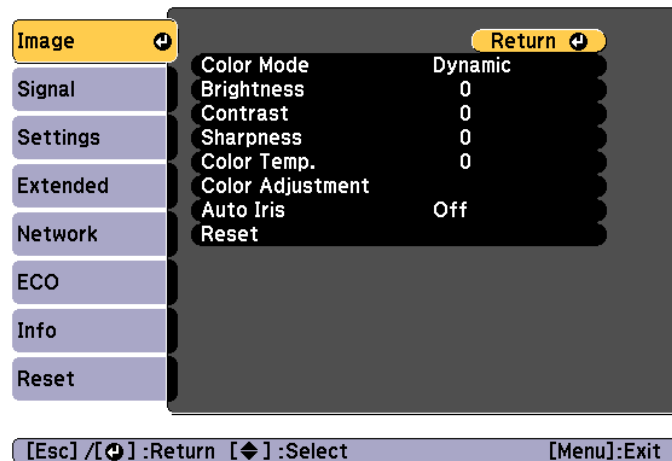 Image
Signal
Settings
Extended
Network
ECO
Info
Reset
Return
Color Mode Dynamic
Brightness 0
Contrast 0
Sharpness 0
Color Temp. 0
Color Adjustment
Auto Iris Off
Reset
[Esc] /[ ] :Return [ ] :Select [Menu]:Exit